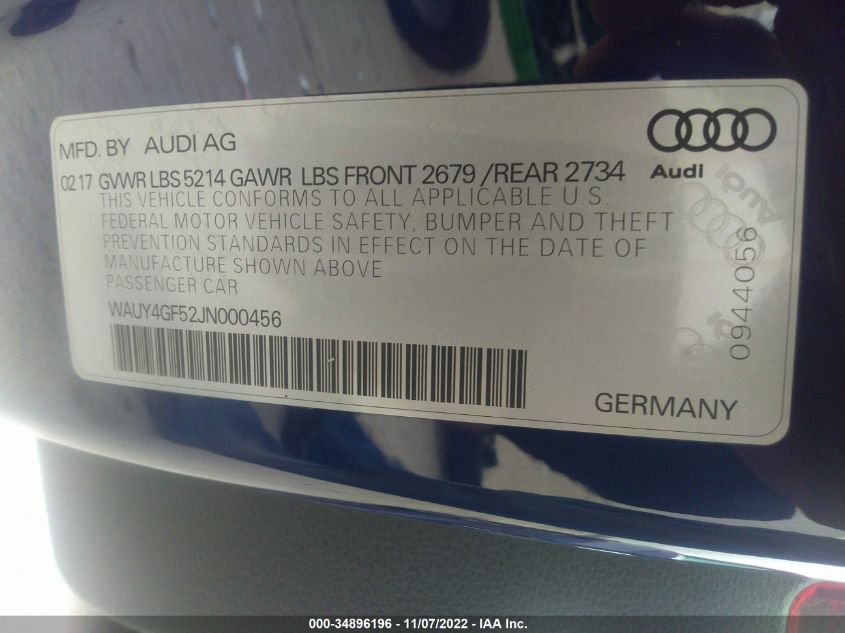 MFD. BY AUDI AG
0217 GVWR LBS 5214 GAWR LBS FRONT 2679 /REAR 2734
THIS VEHICLE CONFORMS TO ALL APPLICABLE U.S.
FEDERAL MOTOR VEHICLE SAFETY, BUMPER AND THEFT
PREVENTION STANDARDS IN EFFECT ON THE DATE OF
MANUFACTURE SHOWN ABOVE
PASSENGER CAR
WAUY4GF52JN000456
GERMANY
Audi
Audi
0944056
000-34896196 - 11/07/2022 - IAA Inc.